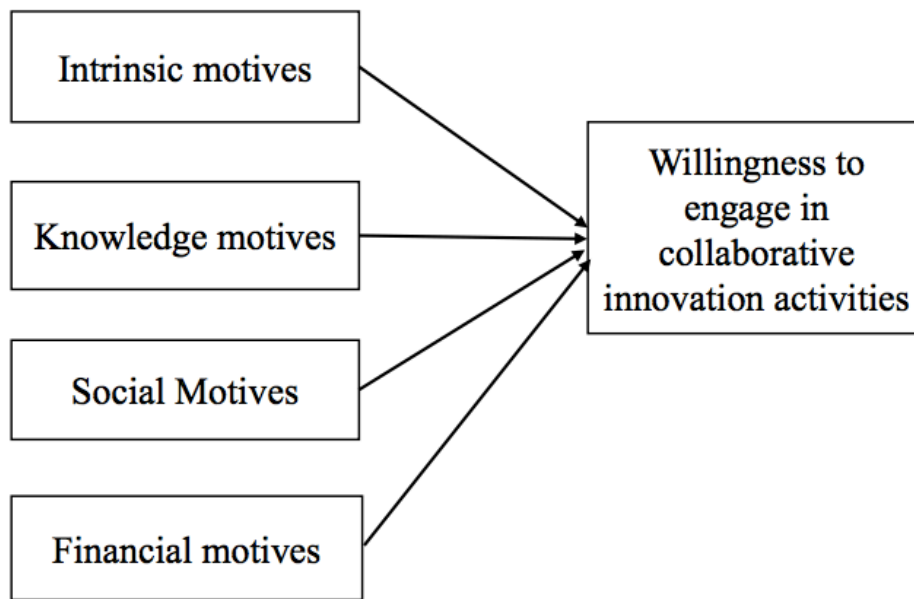 Intrinsic motives
Knowledge motives
Social Motives
Financial motives
Willingness to
engage in
collaborative
innovation activities